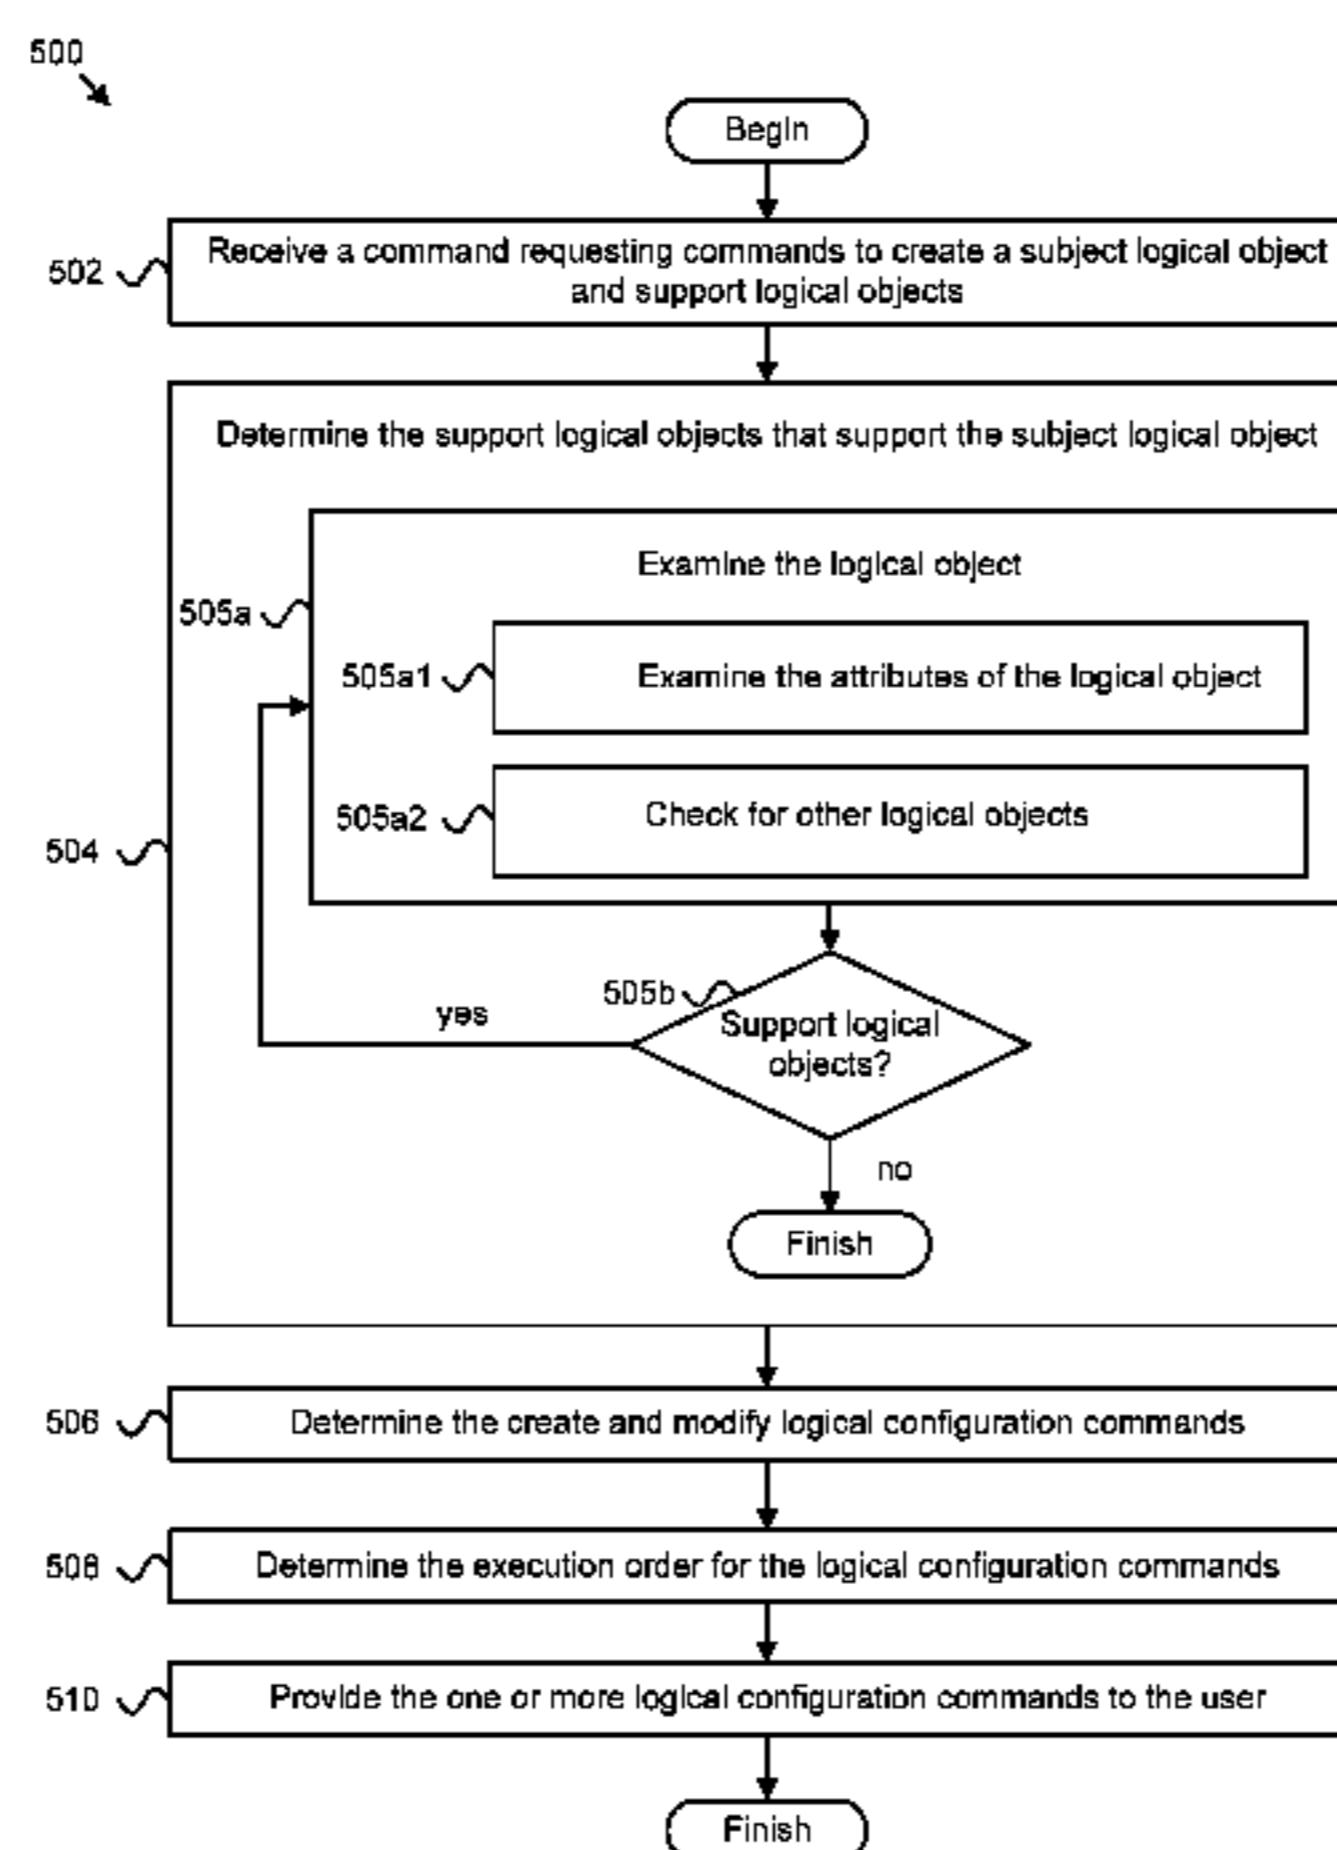 500
Begin
502
Receive a command requesting commands to create a subject logical object
and support logical objects
Determine the support logical objects that support the subject logical object
Examine the logical object
505a
505a1
Examine the attributes of the logical object
505a2
Check for other logical objects
504
505b
yes
Support logical
objects?
no
Finish
506
Determine the create and modify logical configuration commands
508
Determine the execution order for the logical configuration commands
510
Provide the one or more logical configuration commands to the user
Finish